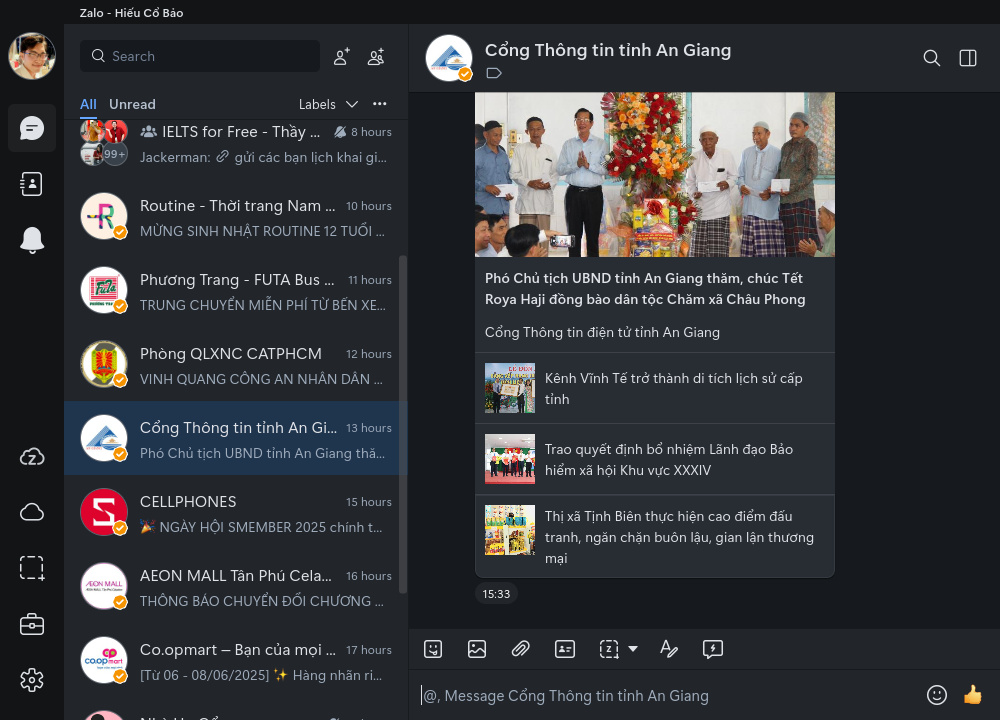 Zalo - Hiếu Cổ Bảo
Search
All
Unread
Labels
IELTS for Free - Thầy ...
8 hours
99+
Jackerman: gửi các bạn lịch khai gi...
Routine - Thời trang Nam ...
10 hours
MỪNG SINH NHẬT ROUTINE 12 TUỔI ...
Phương Trang - FUTA Bus ...
11 hours
TRUNG CHUYỂN MIỄN PHÍ TỪ BẾN XE...
Phòng QLXNC CATPHCM
12 hours
VINH QUANG CÔNG AN NHÂN DÂN ...
Cổng Thông tin tỉnh An Gi...
13 hours
Phó Chủ tịch UBND tỉnh An Giang thă...
CELLPHONES
15 hours
🎉 NGÀY HỘI SMEMBER 2025 chính t...
AEON MALL Tân Phú Cela...
16 hours
THÔNG BÁO CHUYỂN ĐỔI CHƯƠNG ...
Co.opmart – Bạn của mọi ...
17 hours
[Từ 06 - 08/06/2025] ✨ Hàng nhãn ri...
Cổng Thông tin tỉnh An Giang
Phó Chủ tịch UBND tỉnh An Giang thăm, chúc Tết
Roya Haji đồng bào dân tộc Chăm xã Châu Phong
Cổng Thông tin điện tử tỉnh An Giang
Kênh Vĩnh Tế trở thành di tích lịch sử cấp
tỉnh
Trao quyết định bổ nhiệm Lãnh đạo Bảo
hiểm xã hội Khu vực XXXIV
Thị xã Tịnh Biên thực hiện cao điểm đấu
tranh, ngăn chặn buôn lậu, gian lận thương
mại
15:33
@, Message Cổng Thông tin tỉnh An Giang